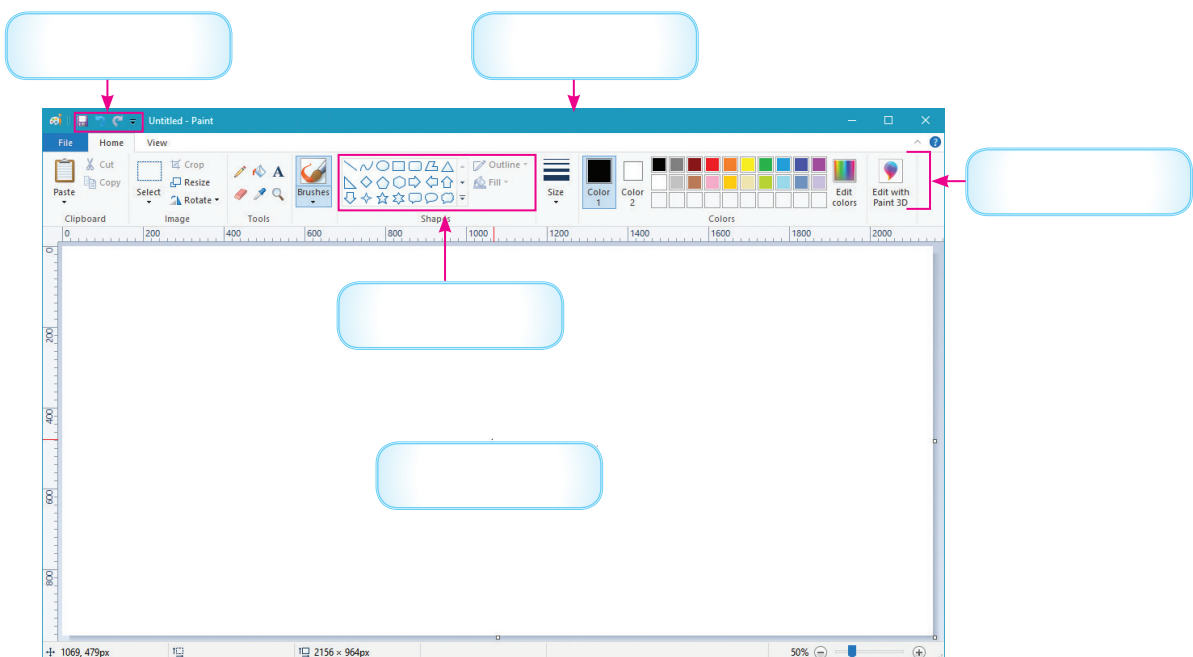 Untitled - Paint
File Home View
Paste
Cut
Copy
Clipboard
Select
Crop
Resize
Rotate
Image
A
Tools
Brushes
Outline
Fill
Shapes
Size
Color 1
Color 2
Edit colors
Colors
Edit with Paint 3D
0 200 400 600 800 1000 1200 1400 1600 1800 2000
0
200
400
600
800
1069, 479px
2156 × 964px
50%